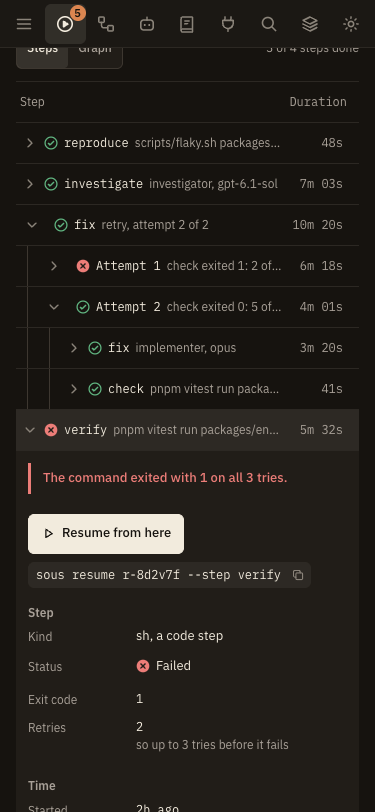 5
Steps Graph 3 of 4 steps done
Step Duration
reproduce scripts/flaky.sh packages... 48s
investigate investigator, gpt-6.1-sol 7m 03s
fix retry, attempt 2 of 2 10m 20s
Attempt 1 check exited 1: 2 of... 6m 18s
Attempt 2 check exited 0: 5 of... 4m 01s
fix implementer, opus 3m 20s
check pnpm vitest run packa... 41s
verify pnpm vitest run packages/en... 5m 32s
The command exited with 1 on all 3 tries.
Resume from here
sous resume r-8d2v7f --step verify
Step
Kind sh, a code step
Status Failed
Exit code 1
Retries 2
so up to 3 tries before it fails
Time
Started 2h ago